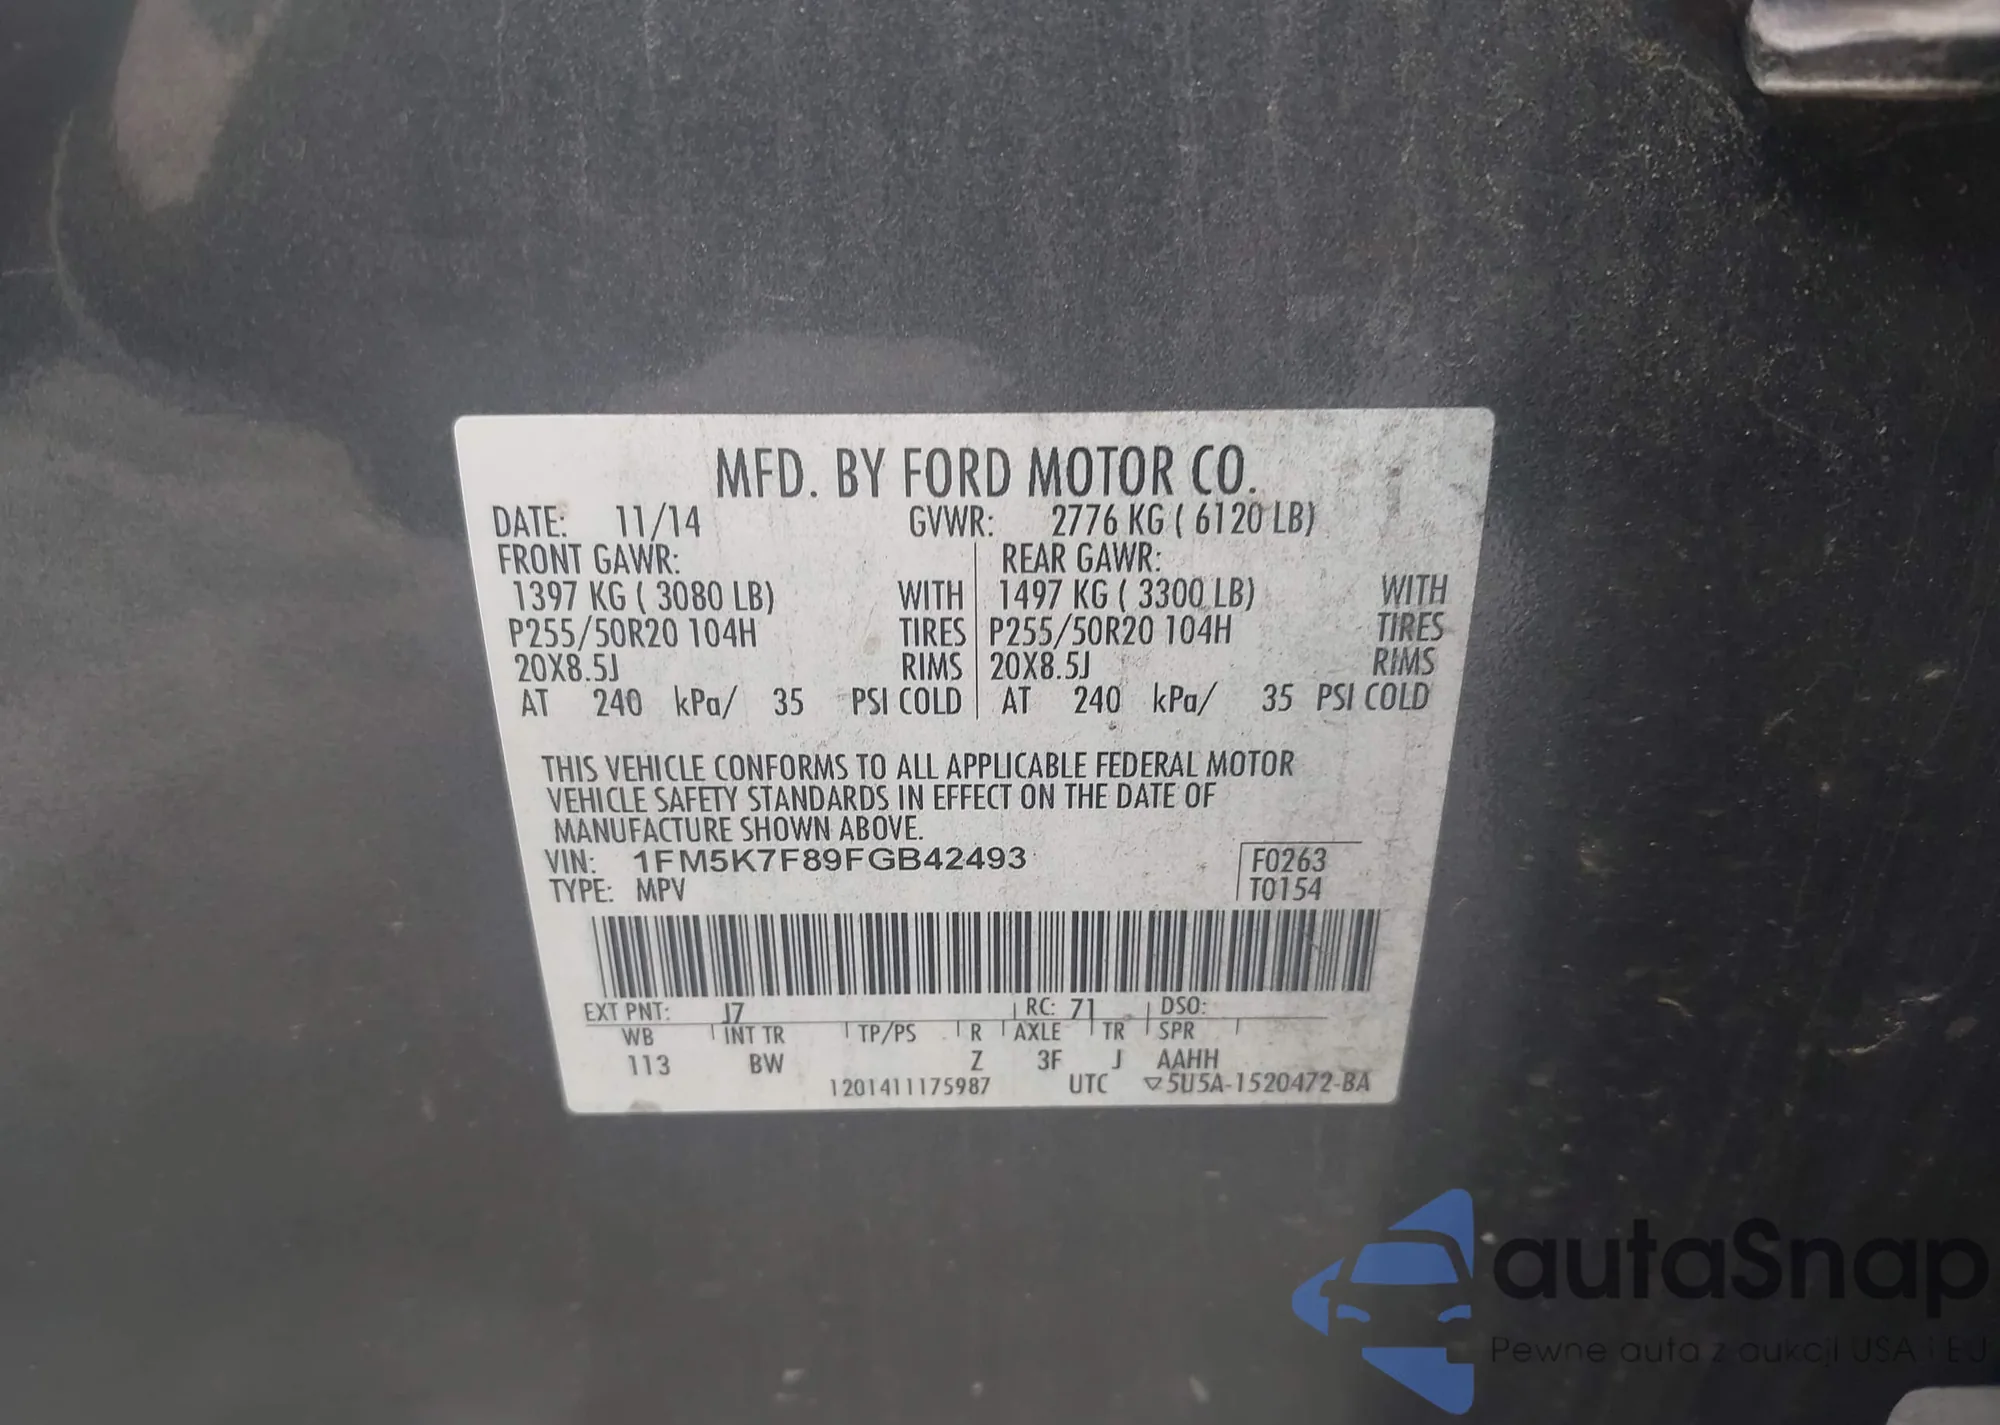 MFD. BY FORD MOTOR CO.
DATE: 11/14 GVWR: 2776 KG ( 6120 LB)
FRONT GAWR: REAR GAWR:
1397 KG ( 3080 LB) WITH 1497 KG ( 3300 LB) WITH
P255/50R20 104H TIRES P255/50R20 104H TIRES
20X8.5J RIMS 20X8.5J RIMS
AT 240 kPa/ 35 PSI COLD AT 240 kPa/ 35 PSI COLD
THIS VEHICLE CONFORMS TO ALL APPLICABLE FEDERAL MOTOR
VEHICLE SAFETY STANDARDS IN EFFECT ON THE DATE OF
MANUFACTURE SHOWN ABOVE.
VIN: 1FM5K7F89FGB42493 F0263
TYPE: MPV T0154
EXT PNT: J7 RC: 71 DSO:
WB INT TR TP/PS R AXLE TR SPR
113 BW Z 3F J AAHH
1201411175987 UTC ▽5U5A-1520472-BA
autaSnap
Pewne auta z aukcji USA i EU